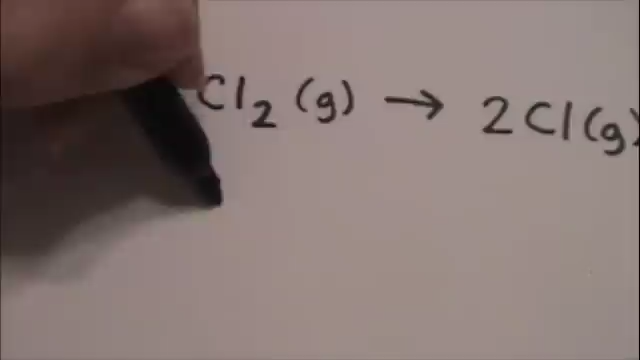 Cl₂ (g) → 2Cl(g)